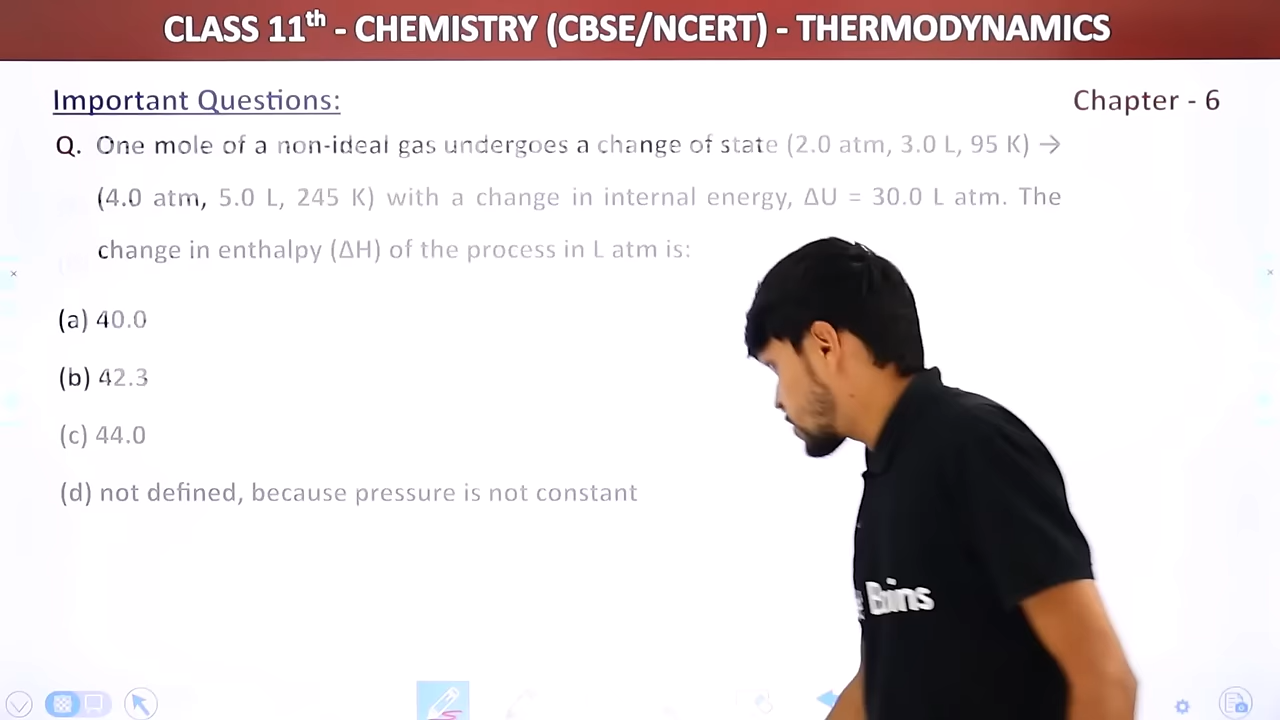 CLASS 11th - CHEMISTRY (CBSE/NCERT) - THERMODYNAMICS
Important Questions:
Chapter - 6
Q. One mole of a non-ideal gas undergoes a change of state (2.0 atm, 3.0 L, 95 K) →
(4.0 atm, 5.0 L, 245 K) with a change in internal energy, ΔU = 30.0 L atm. The
change in enthalpy (ΔH) of the process in L atm is:
(a) 40.0
(b) 42.3
(c) 44.0
(d) not defined, because pressure is not constant